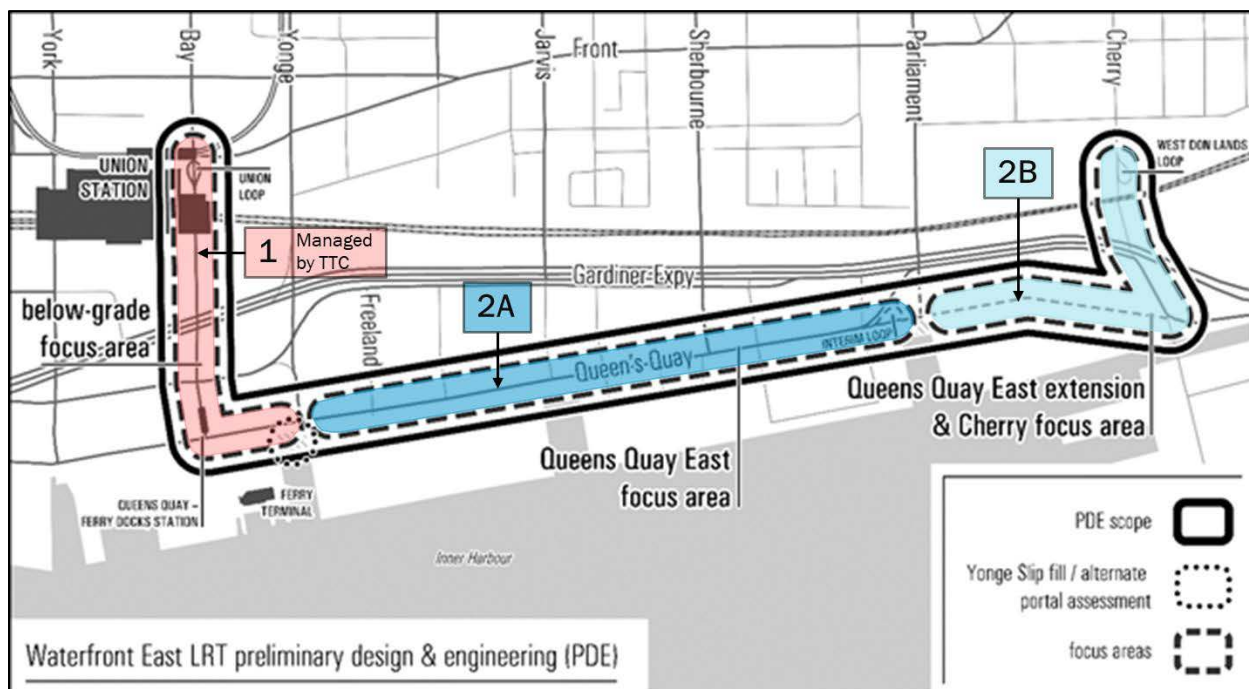 York
Bay
Yonge
Jarvis
Sherbourne
Parliament
Cherry
Front
UNION
STATION
UNION
LOOP
WEST DON LANDS
LOOP
2B
1 Managed
by TTC
Gardiner Expy
2A
below-grade
focus area
Freeland
Queen's Quay
INTERIM LOOP
Queens Quay East extension
& Cherry focus area
Queens Quay East
focus area
QUEENS QUAY –
FERRY DOCKS STATION
FERRY
TERMINAL
Inner Harbour
PDE scope
Yonge Slip fill / alternate
portal assessment
focus areas
Waterfront East LRT preliminary design & engineering (PDE)